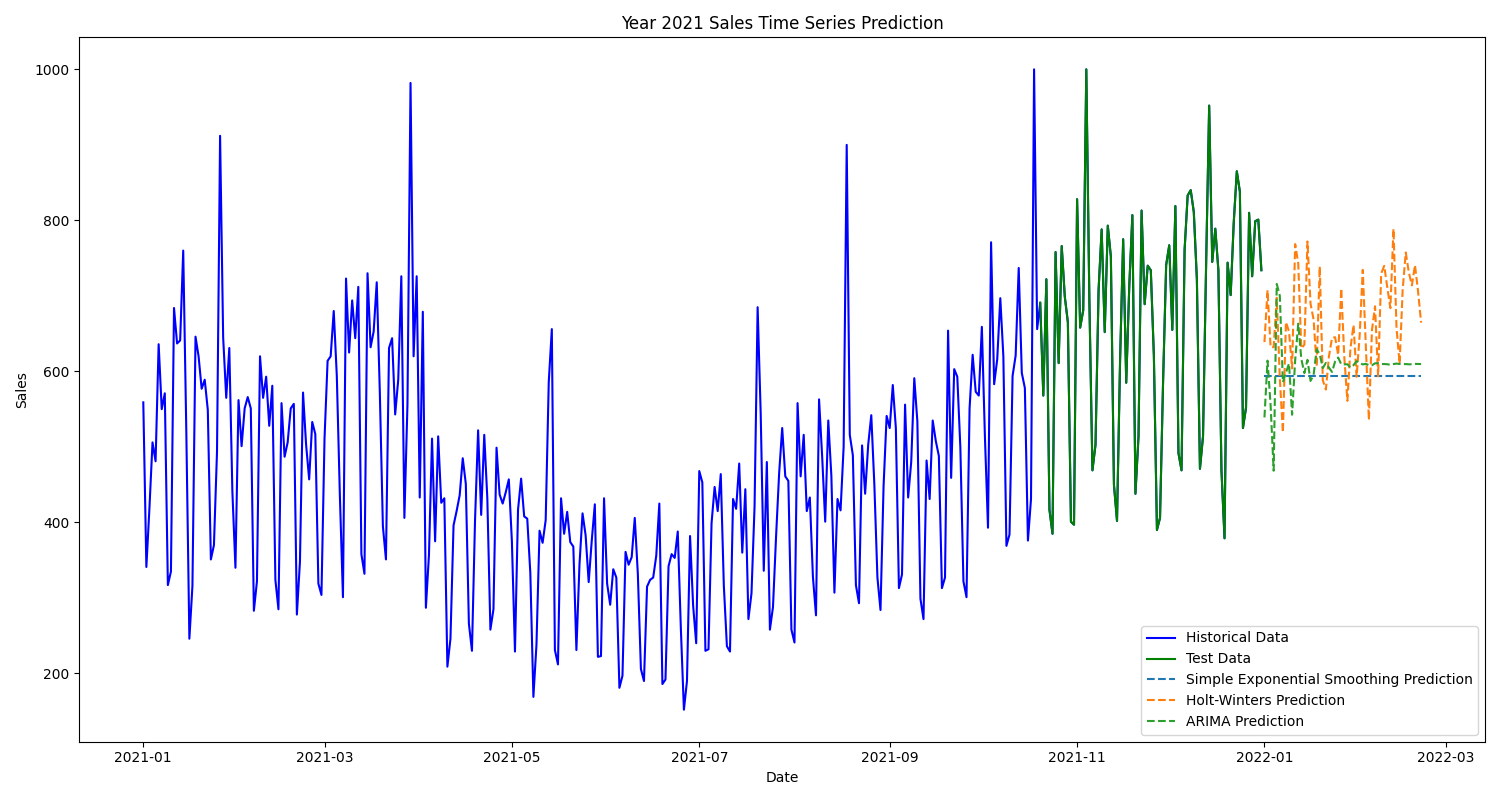 Year 2021 Sales Time Series Prediction
1000
800
600
400
200
Sales
2021-01
2021-03
2021-05
2021-07
2021-09
2021-11
2022-01
2022-03
Date
Historical Data
Test Data
Simple Exponential Smoothing Prediction
Holt-Winters Prediction
ARIMA Prediction